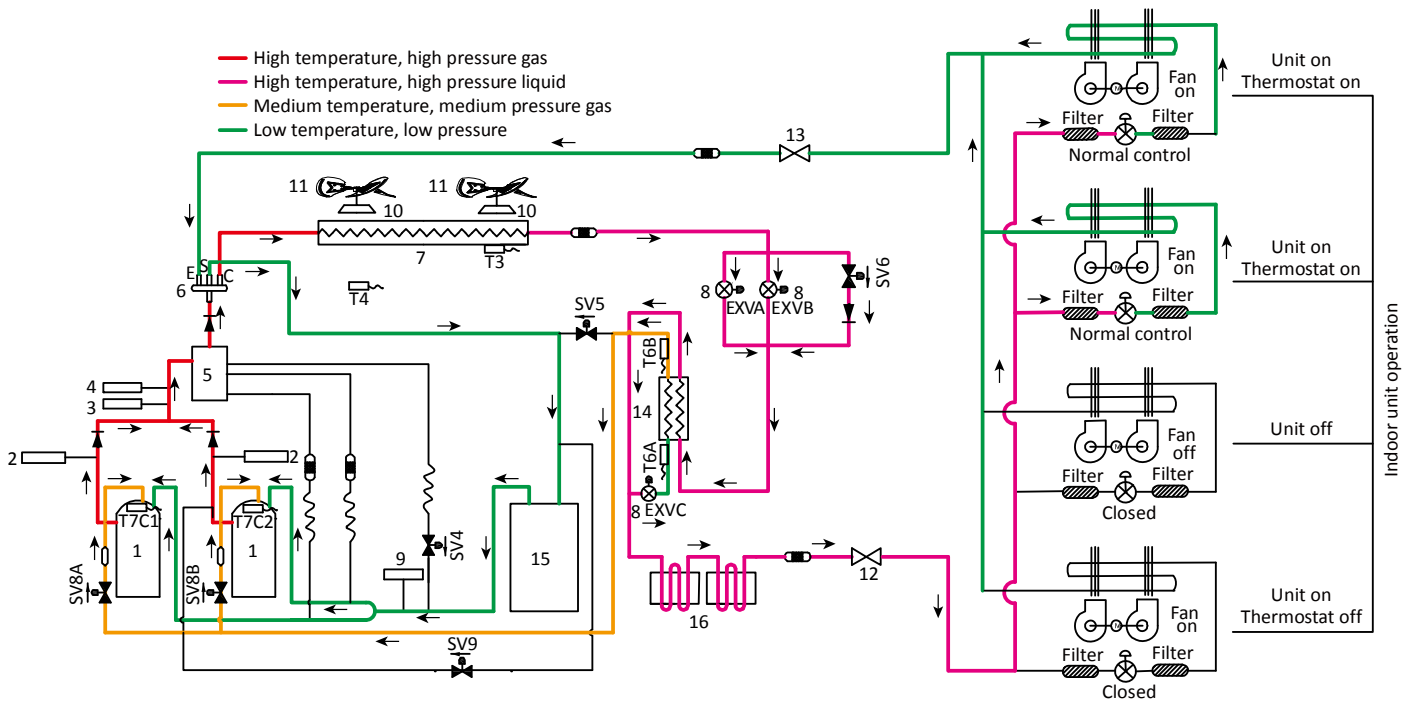 High temperature, high pressure gas
High temperature, high pressure liquid
Medium temperature, medium pressure gas
Low temperature, low pressure
13
11
11
10
10
7
T3
T4
E
S
C
6
SV5
8
8
EXVA
EXVB
SV6
5
4
3
2
2
T6B
14
T6A
8
EXVC
T7C1
T7C2
1
1
SV8A
SV8B
9
SV4
15
SV9
16
12
M
Fan
on
Filter
Filter
Normal control
Unit on
Thermostat on
M
Fan
on
Filter
Filter
Normal control
Unit on
Thermostat on
M
Fan
off
Filter
Filter
Closed
Unit off
M
Fan
on
Filter
Filter
Closed
Unit on
Thermostat off
Indoor unit operation